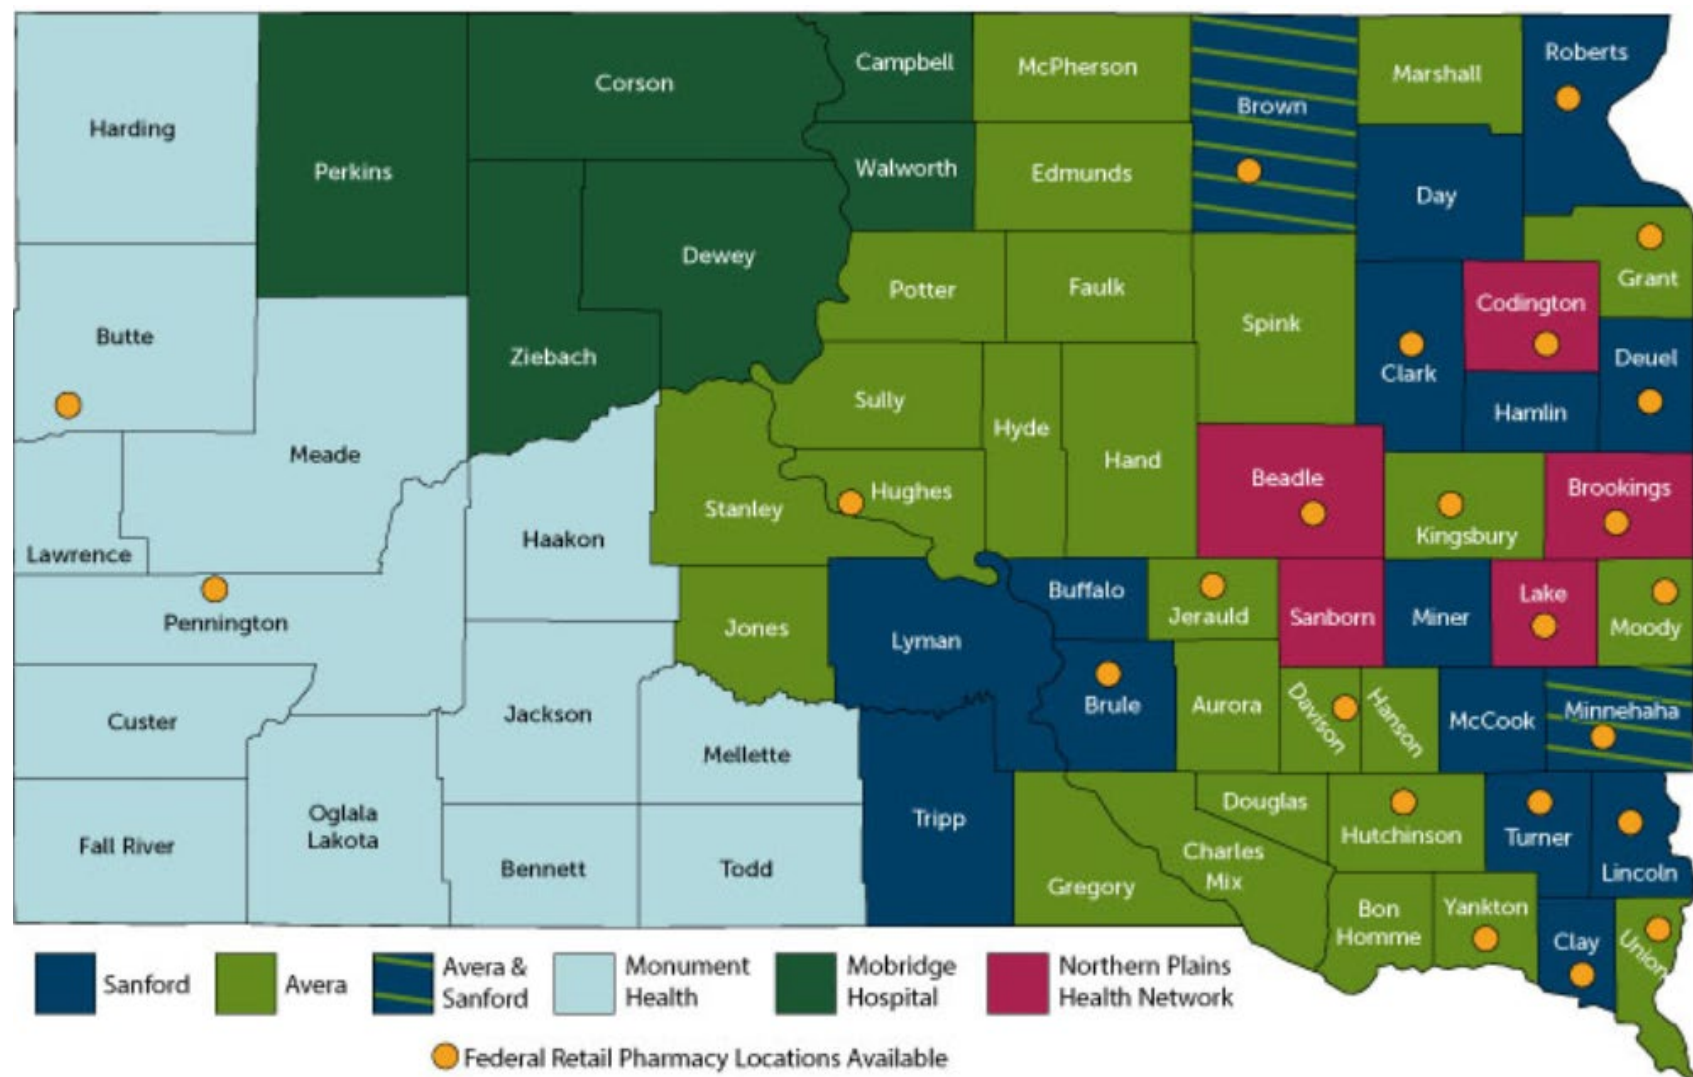 Harding
Perkins
Corson
Campbell
McPherson
Brown
Marshall
Roberts
Walworth
Edmunds
Day
Dewey
Potter
Faulk
Spink
Grant
Codington
Butte
Ziebach
Clark
Deuel
Hamlin
Meade
Sully
Hyde
Hand
Beadle
Brookings
Stanley
Hughes
Kingsbury
Lawrence
Haakon
Pennington
Jones
Lyman
Buffalo
Jerauld
Sanborn
Miner
Lake
Moody
Custer
Jackson
Mellette
Brule
Aurora
Davison
Hanson
McCook
Minnehaha
Fall River
Oglala
Lakota
Bennett
Todd
Tripp
Gregory
Charles
Mix
Douglas
Hutchinson
Turner
Lincoln
Bon
Homme
Yankton
Clay
Union
Sanford
Avera
Avera &
Sanford
Monument
Health
Mobridge
Hospital
Northern Plains
Health Network
Federal Retail Pharmacy Locations Available